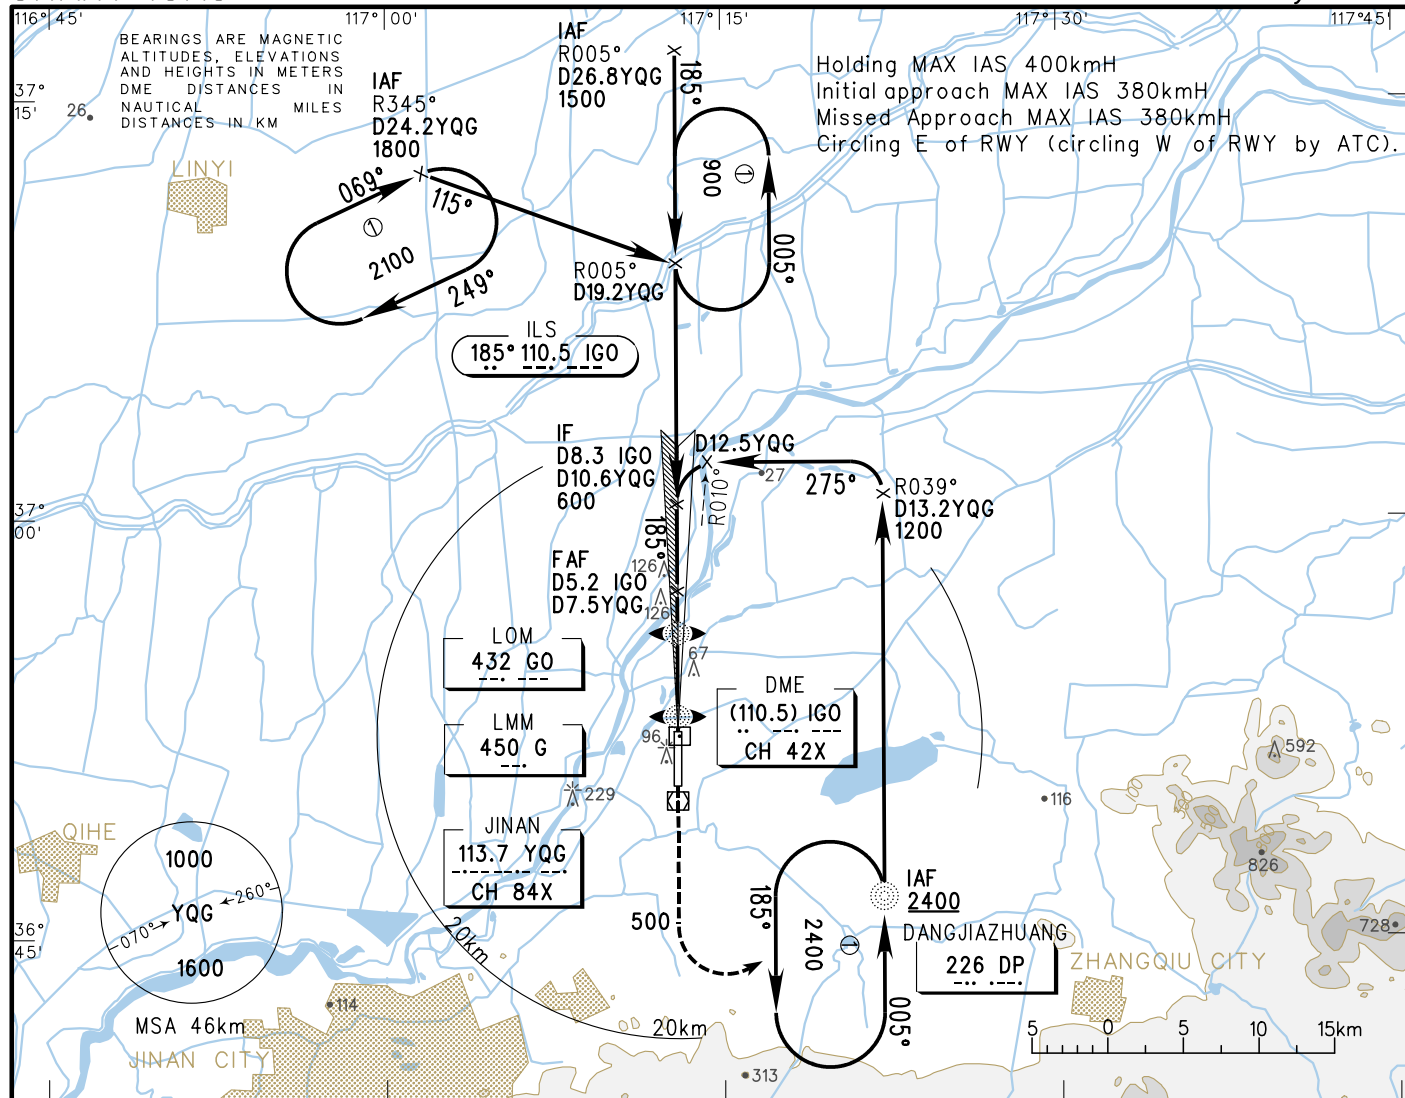 116°45'
117°00'
117°15'
117°30'
117°45'
BEARINGS ARE MAGNETIC
ALTITUDES, ELEVATIONS
AND HEIGHTS IN METERS
DME DISTANCES IN
NAUTICAL MILES
DISTANCES IN KM
IAF
R345°
D24.2YQG
1800
IAF
R005°
D26.8YQG
1500
185°
Holding MAX IAS 400kmH
Initial approach MAX IAS 380kmH
Missed Approach MAX IAS 380kmH
Circling E of RWY (circling W of RWY by ATC).
37°
15'
26
LINYI
069°
115°
1
2100
249°
900
1
005°
R005°
D19.2YQG
ILS
185° 110.5 IGO
IF
D8.3 IGO
D10.6YQG
600
D12.5YQG
27
275°
R010°
R039°
D13.2YQG
1200
37°
00'
185°
FAF
D5.2 IGO
D7.5YQG
126
126
LOM
432 GO
67
DME
(110.5) IGO
CH 42X
LMM
450 G
96
229
592
116
JINAN
113.7 YQG
CH 84X
QIHE
1000
YQG
260°
070°
1600
MSA 46km
500
826
IAF
2400
185°
2400
1
005°
DANGJIAZHUANG
226 DP
728
36°
45'
20km
20km
ZHANGQIU CITY
114
JINAN CITY
313
5 0 5 10 15km